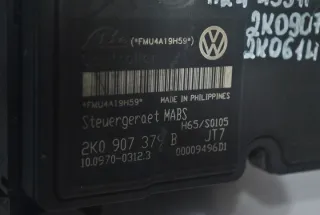 2K0907
2K0614
(*FMU4A19H59*)
*FMU4A19H59*
MADE IN PHILIPPINES
Steuergeraet MABS
H65/S0105
2K0 907 379 B
JT7
10.0970-0312.3
00009496D1